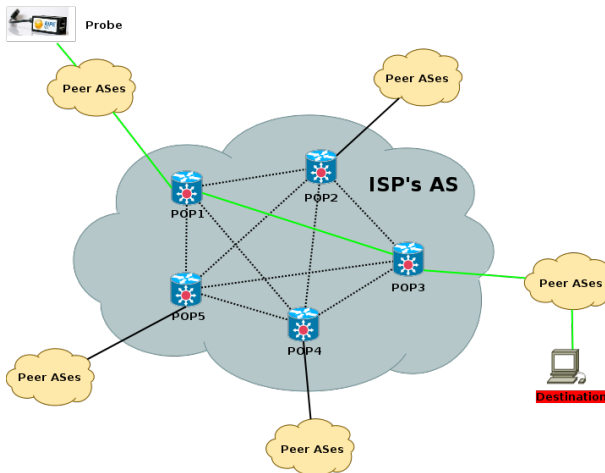 Probe
Peer ASes
Peer ASes
ISP's AS
POP2
POP1
POP3
Peer ASes
POP5
POP4
Peer ASes
Destination
Peer ASes